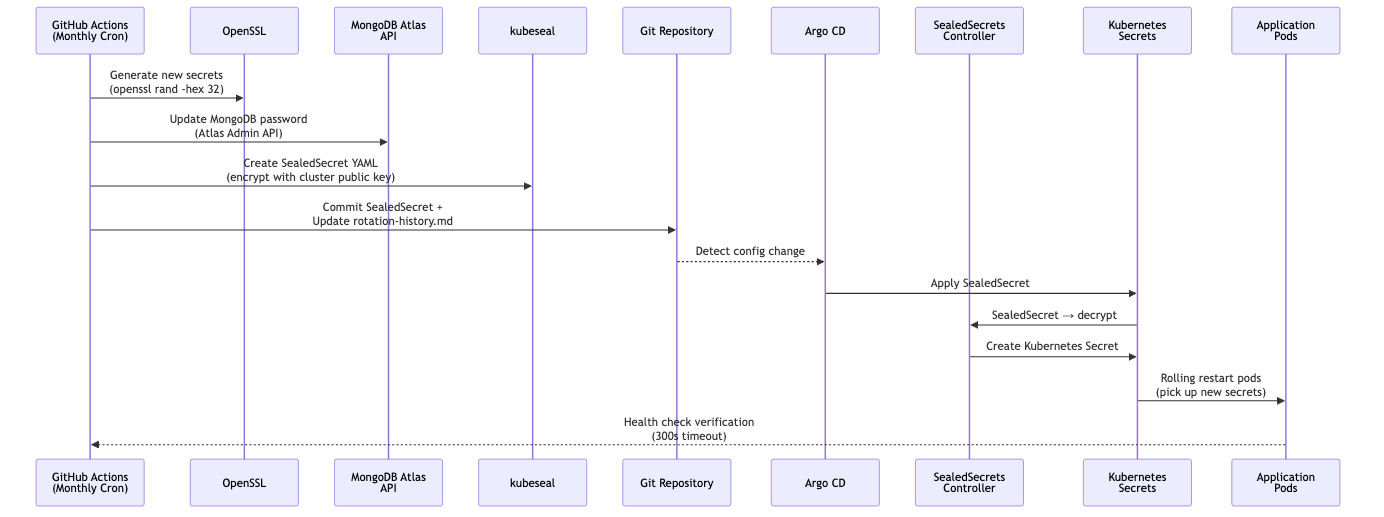 GitHub Actions
(Monthly Cron)
OpenSSL
MongoDB Atlas
API
kubeseal
Git Repository
Argo CD
SealedSecrets
Controller
Kubernetes
Secrets
Application
Pods
Generate new secrets
(openssl rand -hex 32)
Update MongoDB password
(Atlas Admin API)
Create SealedSecret YAML
(encrypt with cluster public key)
Commit SealedSecret +
Update rotation-history.md
Detect config change
Apply SealedSecret
SealedSecret → decrypt
Create Kubernetes Secret
Rolling restart pods
(pick up new secrets)
Health check verification
(300s timeout)
GitHub Actions
(Monthly Cron)
OpenSSL
MongoDB Atlas
API
kubeseal
Git Repository
Argo CD
SealedSecrets
Controller
Kubernetes
Secrets
Application
Pods